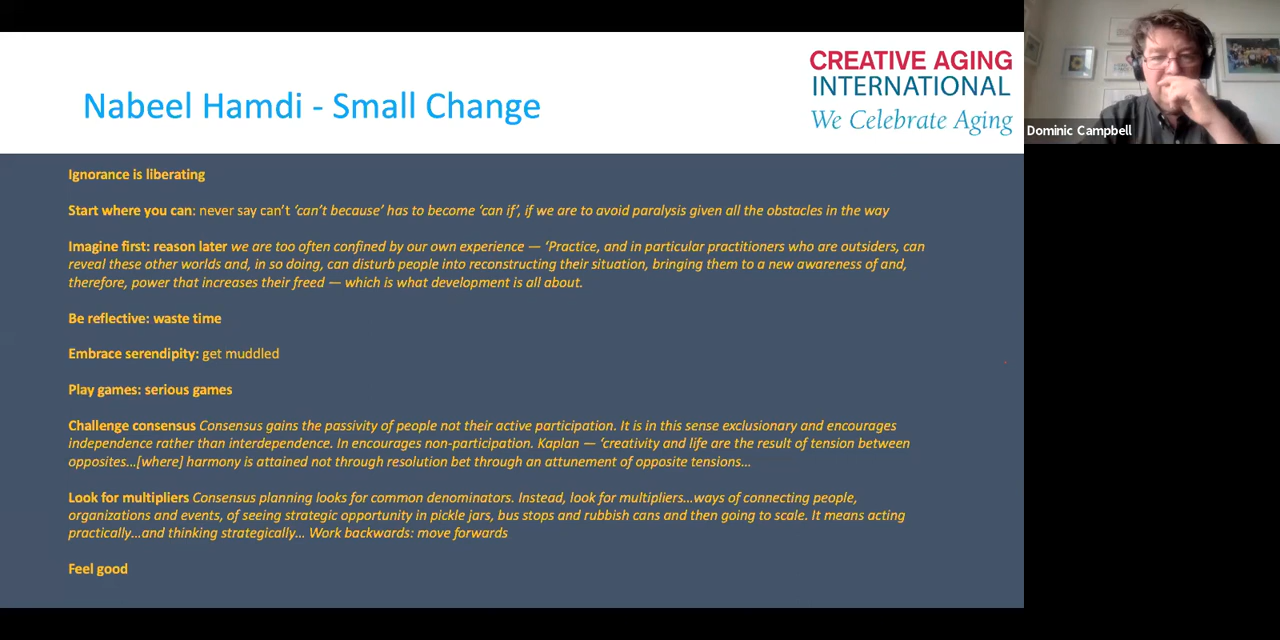 Nabeel Hamdi - Small Change
CREATIVE AGING
INTERNATIONAL
We Celebrate Aging
Dominic Campbell
Ignorance is liberating
Start where you can: never say can't 'can't because' has to become 'can if', if we are to avoid paralysis given all the obstacles in the way
Imagine first: reason later we are too often confined by our own experience — 'Practice, and in particular practitioners who are outsiders, can
reveal these other worlds and, in so doing, can disturb people into reconstructing their situation, bringing them to a new awareness of and,
therefore, power that increases their freed — which is what development is all about.
Be reflective: waste time
Embrace serendipity: get muddled
Play games: serious games
Challenge consensus Consensus gains the passivity of people not their active participation. It is in this sense exclusionary and encourages
independence rather than interdependence. In encourages non-participation. Kaplan — 'creativity and life are the result of tension between
opposites...[where] harmony is attained not through resolution bet through an attunement of opposite tensions...
Look for multipliers Consensus planning looks for common denominators. Instead, look for multipliers...ways of connecting people,
organizations and events, of seeing strategic opportunity in pickle jars, bus stops and rubbish cans and then going to scale. It means acting
practically...and thinking strategically... Work backwards: move forwards
Feel good